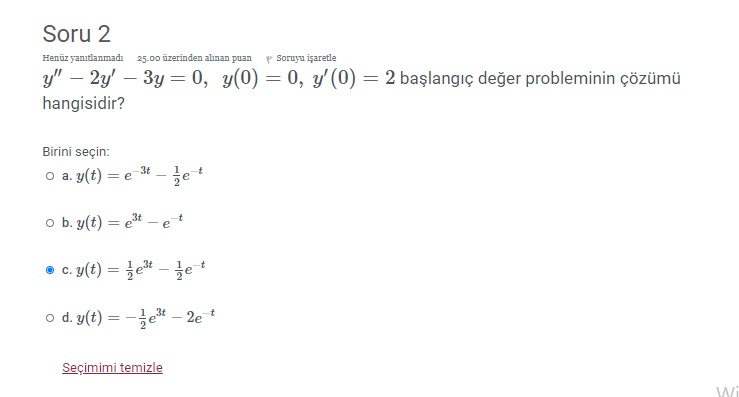 Soru 2
Henüz yanıtlanmadı 25.00 üzerinden alınan puan Soruyu işaretle
y″ − 2y′ − 3y = 0, y(0) = 0, y′(0) = 2 başlangıç değer probleminin çözümü
hangisidir?
Birini seçin:
a. y(t) = e^{−3t} − \frac{1}{2}e^{−t}
b. y(t) = e^{3t} − e^{−t}
c. y(t) = \frac{1}{2}e^{3t} − \frac{1}{2}e^{−t}
d. y(t) = −\frac{1}{2}e^{3t} − 2e^{−t}
Seçimimi temizle
Wi